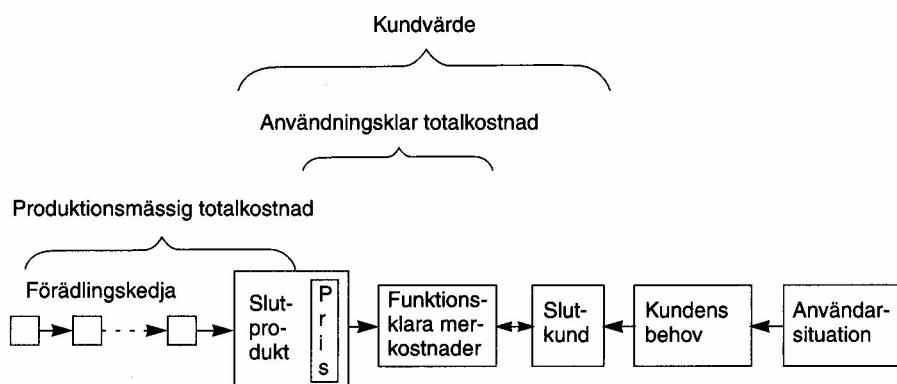 Kundvärde
Användningsklar totalkostnad
Produktionsmässig totalkostnad
Förädlingskedja
Slut-
pro-
dukt
Pris
Funktions-
klara mer-
kostnader
Slut-
kund
Kundens
behov
Användar-
situation